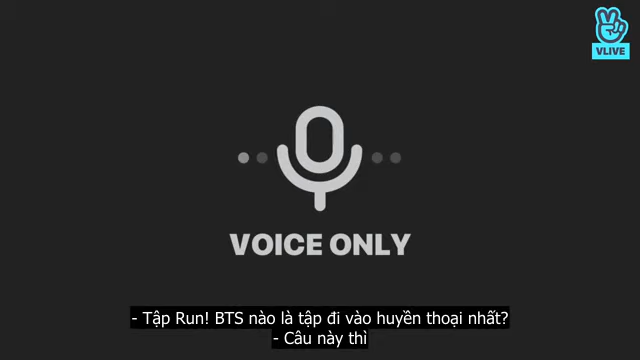 VLIVE
VOICE ONLY
- Tập Run! BTS nào là tập đi vào huyền thoại nhất?
- Câu này thì